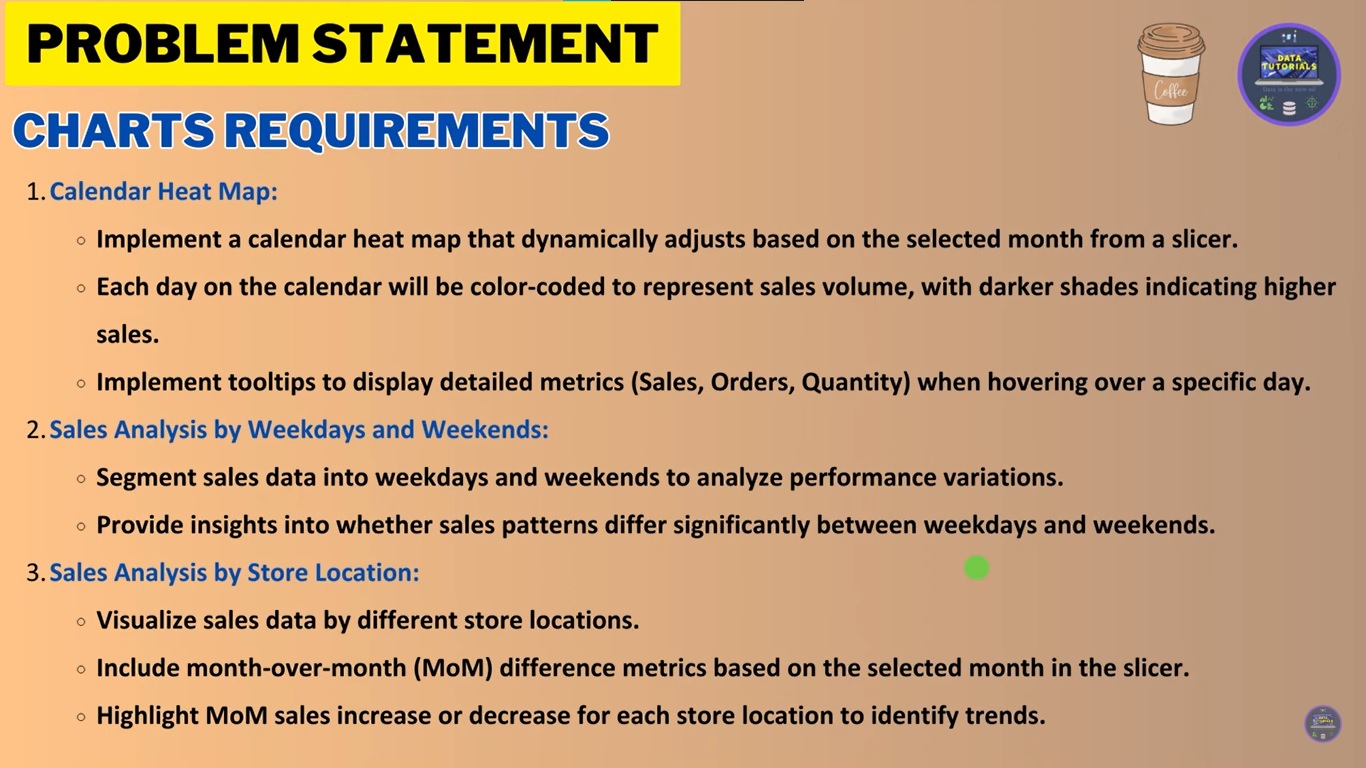 PROBLEM STATEMENT
Coffee
DATA
TUTORIALS
CHARTS REQUIREMENTS
1. Calendar Heat Map:
○ Implement a calendar heat map that dynamically adjusts based on the selected month from a slicer.
○ Each day on the calendar will be color-coded to represent sales volume, with darker shades indicating higher
sales.
○ Implement tooltips to display detailed metrics (Sales, Orders, Quantity) when hovering over a specific day.
2. Sales Analysis by Weekdays and Weekends:
○ Segment sales data into weekdays and weekends to analyze performance variations.
○ Provide insights into whether sales patterns differ significantly between weekdays and weekends.
3. Sales Analysis by Store Location:
○ Visualize sales data by different store locations.
○ Include month-over-month (MoM) difference metrics based on the selected month in the slicer.
○ Highlight MoM sales increase or decrease for each store location to identify trends.